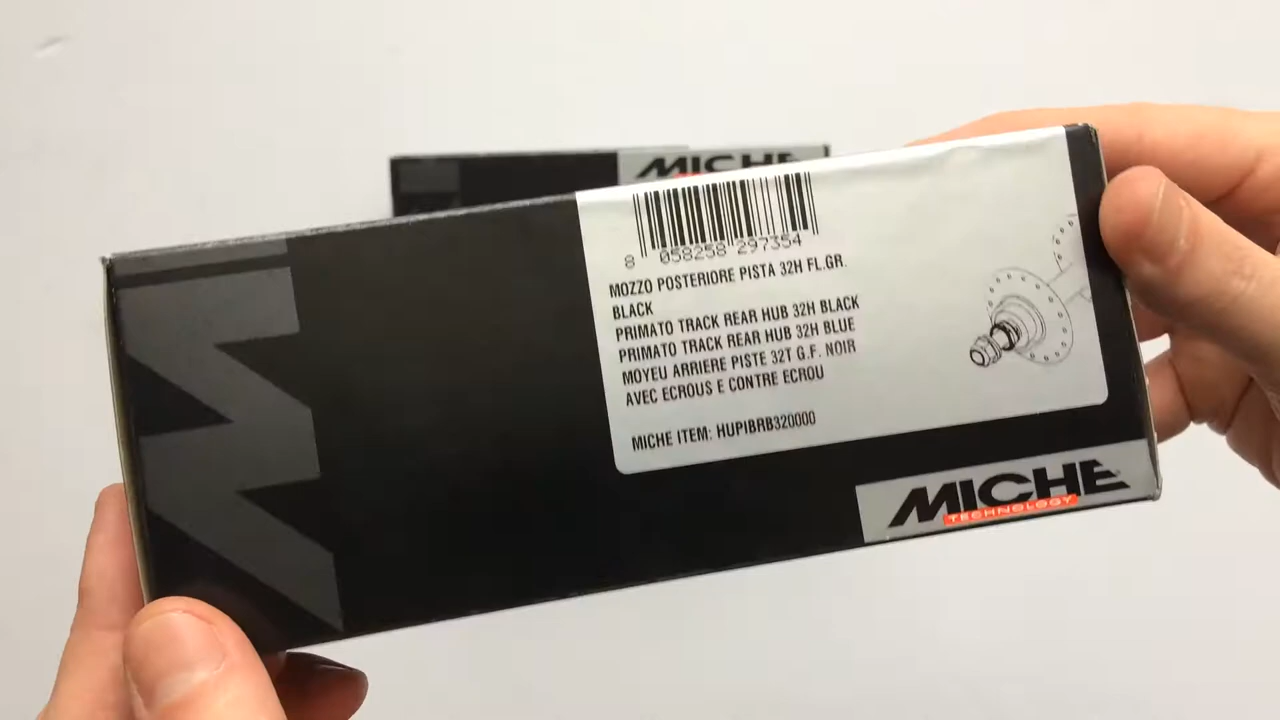 MICHE
8 058258 297354
MOZZO POSTERIORE PISTA 32H FL.GR.
BLACK
PRIMATO TRACK REAR HUB 32H BLACK
PRIMATO TRACK REAR HUB 32H BLUE
MOYEU ARRIERE PISTE 32T G.F. NOIR
AVEC ECROUS E CONTRE ECROU
MICHE ITEM: HUPIBRB320000
MICHE
TECHNOLOGY